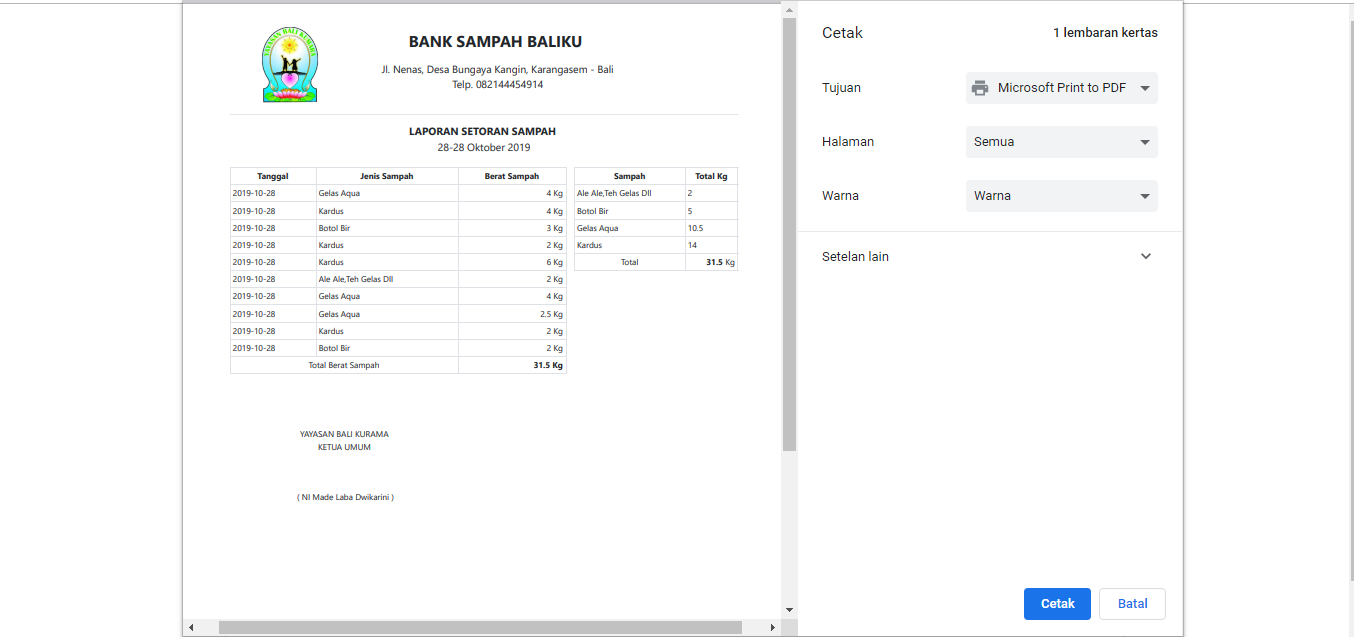 YAYASAN BALI KUMARA
BANK SAMPAH BALIKU
Jl. Nenas, Desa Bungaya Kangin, Karangasem - Bali
Telp. 082144454914
LAPORAN SETORAN SAMPAH
28-28 Oktober 2019
Tanggal Jenis Sampah Berat Sampah
2019-10-28 Gelas Aqua 4 Kg
2019-10-28 Kardus 4 Kg
2019-10-28 Botol Bir 3 Kg
2019-10-28 Kardus 2 Kg
2019-10-28 Kardus 6 Kg
2019-10-28 Ale Ale,Teh Gelas Dll 2 Kg
2019-10-28 Gelas Aqua 4 Kg
2019-10-28 Gelas Aqua 2.5 Kg
2019-10-28 Kardus 2 Kg
2019-10-28 Botol Bir 2 Kg
Total Berat Sampah 31.5 Kg
Sampah Total Kg
Ale Ale,Teh Gelas Dll 2
Botol Bir 5
Gelas Aqua 10.5
Kardus 14
Total 31.5 Kg
YAYASAN BALI KURAMA
KETUA UMUM
( NI Made Laba Dwikarini )
Cetak 1 lembaran kertas
Tujuan Microsoft Print to PDF
Halaman Semua
Warna Warna
Setelan lain
Cetak Batal